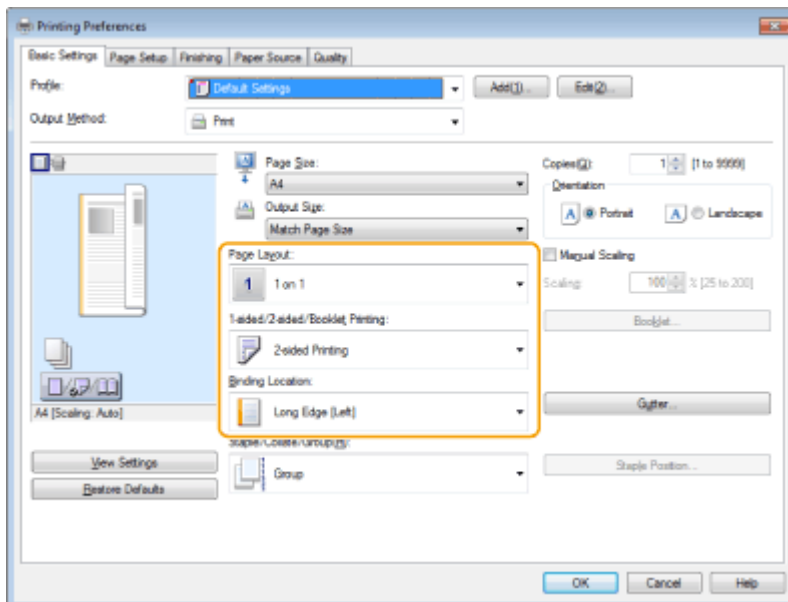 Printing Preferences
Basic Settings Page Setup Finishing Paper Source Quality
Profile: Default Settings Add(1)... Edit(2)...
Output Method: Print
Page Size: Copies(Q): 1 [1 to 9999]
A4 Orientation
Output Size: A Portrait A Landscape
Match Page Size
Page Layout: Manual Scaling
1 1 on 1 Scaling: 100 % [25 to 200]
1-sided/2-sided/Booklet Printing: Booklet...
2-sided Printing
Binding Location:
A4 [Scaling: Auto] Long Edge (Left) Gutter...
Staple/Collate/Group(H):
View Settings Group Staple Position...
Restore Defaults
OK Cancel Help